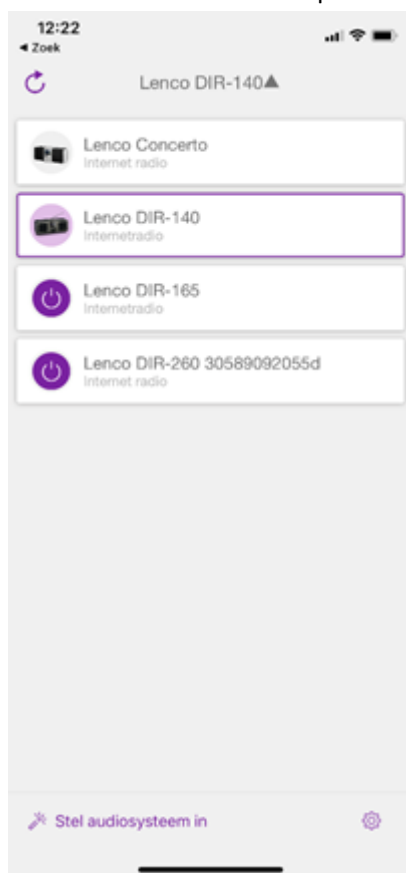 12:22
◀ Zoek
Lenco DIR-140▲
Lenco Concerto
Internet radio
Lenco DIR-140
Internetradio
Lenco DIR-165
Internetradio
Lenco DIR-260 30589092055d
Internet radio
Stel audiosysteem in